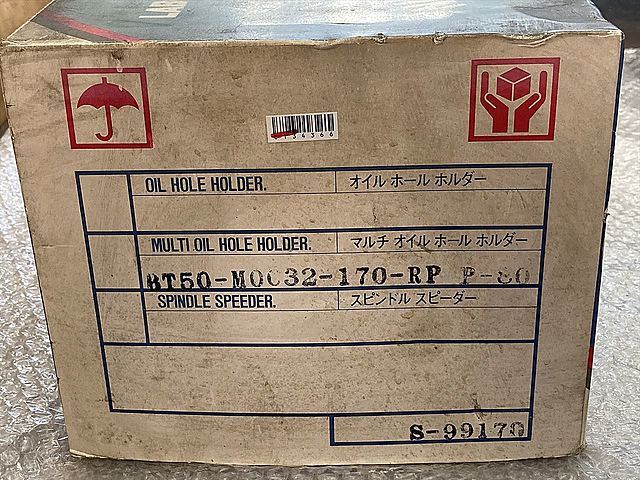 34366
OIL HOLE HOLDER. オイル ホール ホルダー
MULTI OIL HOLE HOLDER. マルチ オイル ホール ホルダー
BT50-MOC32-170-RP P-80
SPINDLE SPEEDER. スピンドル スピーダー
S-99170